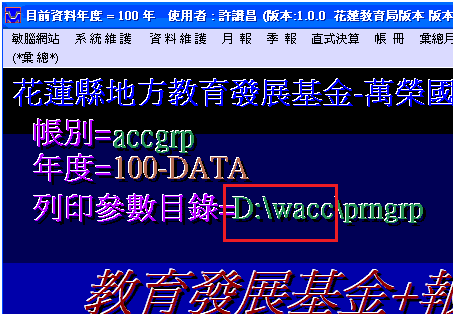 目前資料年度 = 100 年 使用者 : 許讌昌 (版本:1.0.0 花蓮教育局版本 版本
敏腦網站 系統維護 資料維護 月報 季報 直式決算 帳冊 彙總月
(*彙總*)
花蓮縣地方教育發展基金-萬榮國
帳別=accgrp
年度=100-DATA
列印參數目錄=D:\wacc\prngrp
教育發展基金+報